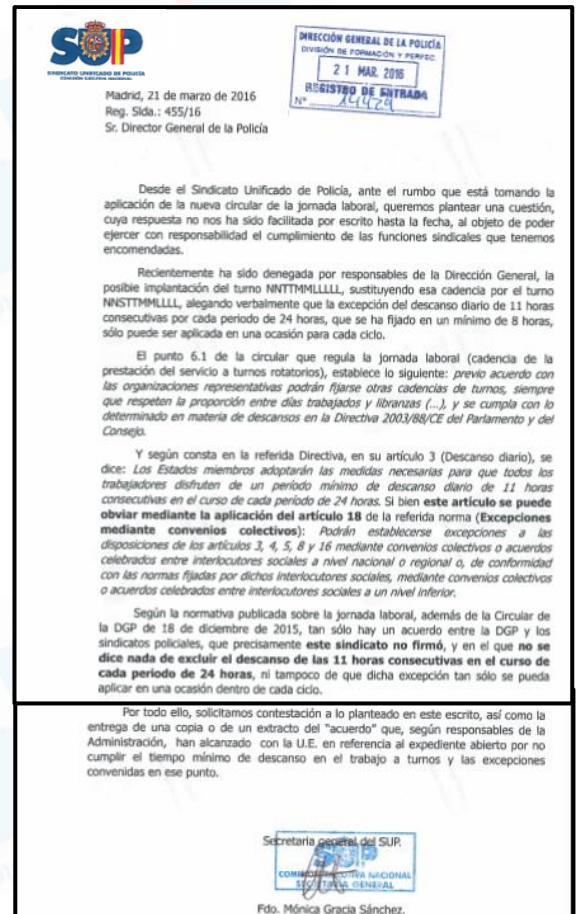 SUP
SINDICATO UNIFICADO DE POLICÍA
COMISIÓN EJECUTIVA NACIONAL
DIRECCIÓN GENERAL DE LA POLICÍA
DIVISIÓN DE FORMACIÓN Y PERFEC.
21 MAR. 2016
REGISTRO DE ENTRADA
Nº 14429
Madrid, 21 de marzo de 2016
Reg. Slda.: 455/16
Sr. Director General de la Policía
Desde el Sindicato Unificado de Policía, ante el rumbo que está tomando la
aplicación de la nueva circular de la jornada laboral, queremos plantear una cuestión,
cuya respuesta no nos ha sido facilitada por escrito hasta la fecha, al objeto de poder
ejercer con responsabilidad el cumplimiento de las funciones sindicales que tenemos
encomendadas.
Recientemente ha sido denegada por responsables de la Dirección General, la
posible implantación del turno NNTTMMLLLLL, sustituyendo esa cadencia por el turno
NNSTTMMLLLL, alegando verbalmente que la excepción del descanso diario de 11 horas
consecutivas por cada periodo de 24 horas, que se ha fijado en un mínimo de 8 horas,
sólo puede ser aplicada en una ocasión para cada ciclo.
El punto 6.1 de la circular que regula la jornada laboral (cadencia de la
prestación del servicio a turnos rotatorios), establece lo siguiente: previo acuerdo con
las organizaciones representativas podrán fijarse otras cadencias de turnos, siempre
que respeten la proporción entre días trabajados y libranzas (...), y se cumpla con lo
determinado en materia de descansos en la Directiva 2003/88/CE del Parlamento y del
Consejo.
Y según consta en la referida Directiva, en su artículo 3 (Descanso diario), se
dice: Los Estados miembros adoptarán las medidas necesarias para que todos los
trabajadores disfruten de un período mínimo de descanso diario de 11 horas
consecutivas en el curso de cada período de 24 horas. Si bien este artículo se puede
obviar mediante la aplicación del artículo 18 de la referida norma (Excepciones
mediante convenios colectivos): Podrán establecerse excepciones a las
disposiciones de los artículos 3, 4, 5, 8 y 16 mediante convenios colectivos o acuerdos
celebrados entre interlocutores sociales a nivel nacional o regional o, de conformidad
con las normas fijadas por dichos interlocutores sociales, mediante convenios colectivos
o acuerdos celebrados entre interlocutores sociales a un nivel inferior.
Según la normativa publicada sobre la jornada laboral, además de la Circular de
la DGP de 18 de diciembre de 2015, tan sólo hay un acuerdo entre la DGP y los
sindicatos policiales, que precisamente este sindicato no firmó, y en el que no se
dice nada de excluir el descanso de las 11 horas consecutivas en el curso de
cada periodo de 24 horas, ni tampoco de que dicha excepción tan sólo se pueda
aplicar en una ocasión dentro de cada ciclo.
Por todo ello, solicitamos contestación a lo planteado en este escrito, así como la
entrega de una copia o de un extracto del "acuerdo" que, según responsables de la
Administración, han alcanzado con la U.E. en referencia al expediente abierto por no
cumplir el tiempo mínimo de descanso en el trabajo a turnos y las excepciones
convenidas en ese punto.
Secretaria general del SUP.
SUP
COMISIÓN EJECUTIVA NACIONAL
SECRETARÍA GENERAL
Fdo. Mónica Gracia Sánchez.